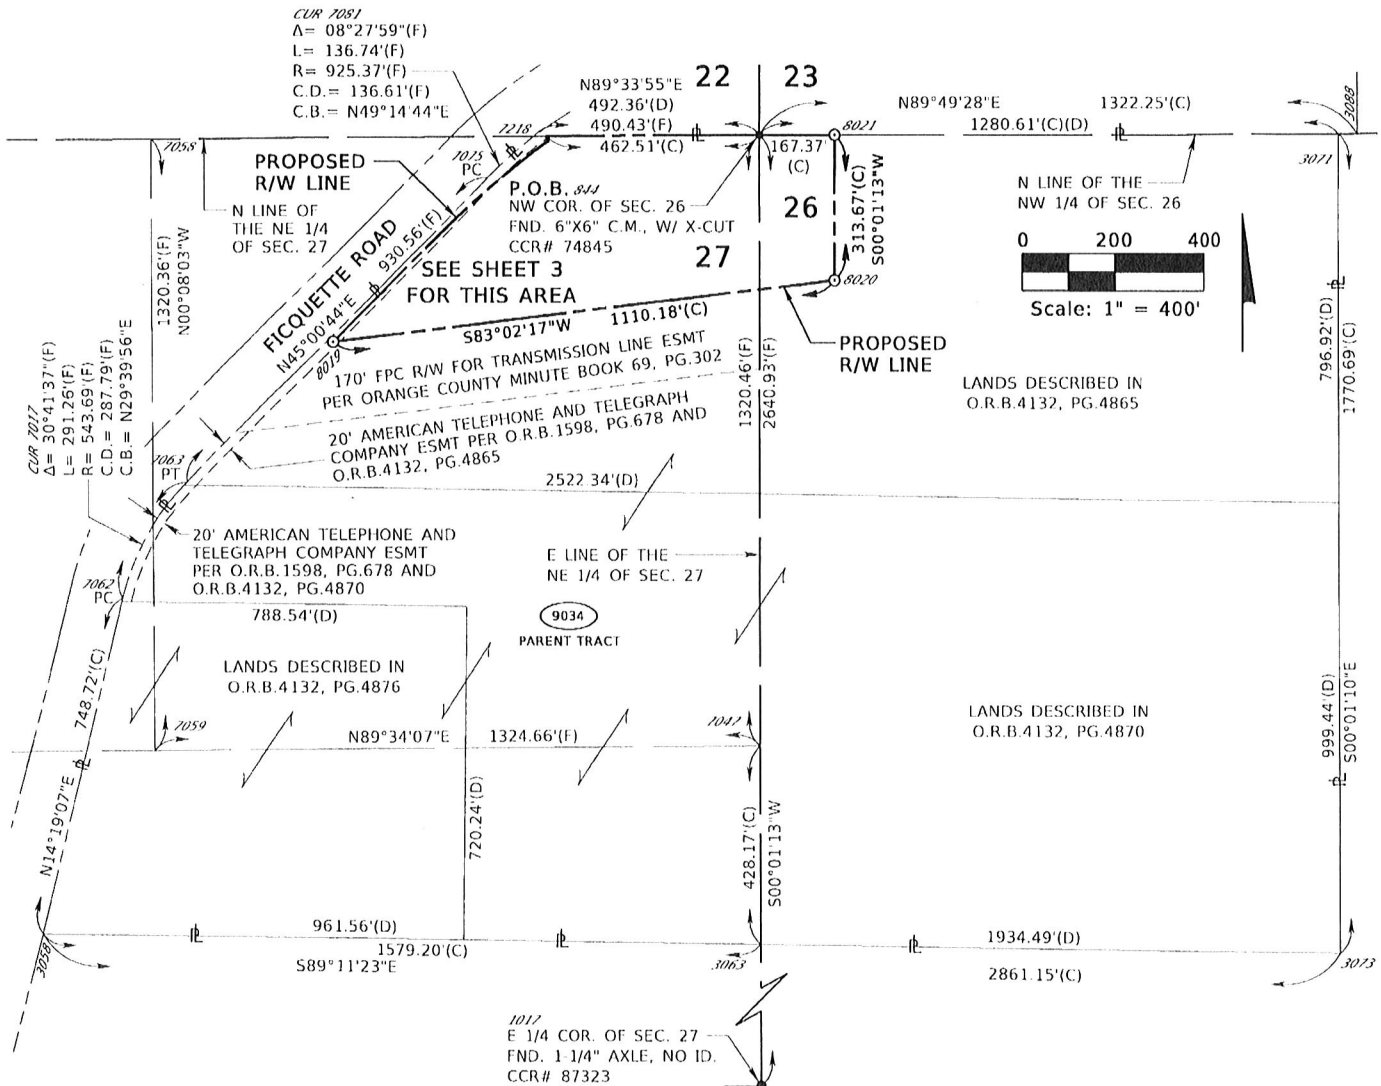 CUR 7081
Δ= 08°27'59"(F)
L= 136.74'(F)
R= 925.37'(F)
C.D.= 136.61'(F)
C.B.= N49°14'44"E
N89°33'55"E
492.36'(D)
490.43'(F)
462.51'(C)
22
23
N89°49'28"E
1322.25'(C)
1280.61'(C)(D)
3088
7058
7218
7075
PC
8021
3071
PROPOSED
R/W LINE
N LINE OF
THE NE 1/4
OF SEC. 27
P.O.B. 844
NW COR. OF SEC. 26
FND. 6"X6" C.M., W/ X-CUT
CCR# 74845
167.37'
(C)
26
27
313.67'(C)
S00°01'13"W
N LINE OF THE
NW 1/4 OF SEC. 26
0 200 400
Scale: 1" = 400'
1320.36'(F)
N00°08'03"W
FICQUETTE ROAD
N45°00'44"E
930.56'(F)
SEE SHEET 3
FOR THIS AREA
8020
8019
S83°02'17"W
1110.18'(C)
PROPOSED
R/W LINE
170' FPC R/W FOR TRANSMISSION LINE ESMT
PER ORANGE COUNTY MINUTE BOOK 69, PG.302
1320.46'(F)
2640.93'(F)
796.92'(D)
1770.69'(C)
LANDS DESCRIBED IN
O.R.B.4132, PG.4865
CUR 7017
Δ= 30°41'37"(F)
L= 291.26'(F)
R= 543.69'(F)
C.D.= 287.79'(F)
C.B.= N29°39'56"E
7063
PT
20' AMERICAN TELEPHONE AND TELEGRAPH
COMPANY ESMT PER O.R.B.1598, PG.678 AND
O.R.B.4132, PG.4865
2522.34'(D)
20' AMERICAN TELEPHONE AND
TELEGRAPH COMPANY ESMT
PER O.R.B.1598, PG.678 AND
O.R.B.4132, PG.4870
E LINE OF THE
NE 1/4 OF SEC. 27
7062
PC
788.54'(D)
9034
PARENT TRACT
LANDS DESCRIBED IN
O.R.B.4132, PG.4876
748.72'(C)
N14°19'07"E
7059
N89°34'07"E
1324.66'(F)
7047
LANDS DESCRIBED IN
O.R.B.4132, PG.4870
999.44'(D)
S00°01'10"E
720.24'(D)
428.17'(C)
S00°01'13"W
961.56'(D)
1579.20'(C)
S89°11'23"E
3058
3063
1934.49'(D)
2861.15'(C)
3073
1017
E 1/4 COR. OF SEC. 27
FND. 1-1/4" AXLE, NO ID.
CCR# 87323